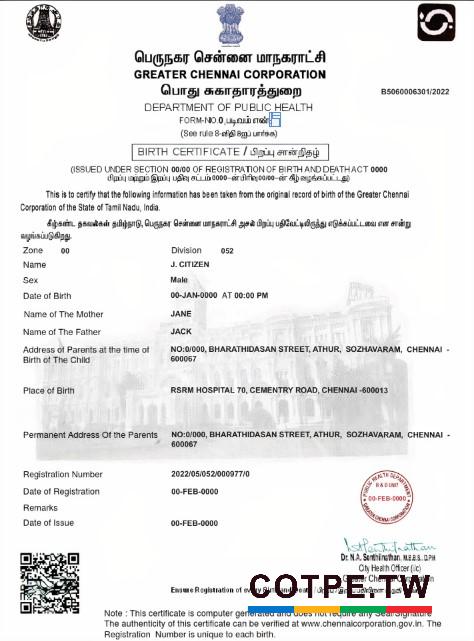 பெருநகர சென்னை மாநகராட்சி
GREATER CHENNAI CORPORATION
பொது சுகாதாரத்துறை
B5060006301/2022
DEPARTMENT OF PUBLIC HEALTH
FORM-NO.0,படிவம் எண்
(See rule 8-விதி 8ஐப் பார்க்க)
BIRTH CERTIFICATE / பிறப்பு சான்றிதழ்
(ISSUED UNDER SECTION 00/00 OF REGISTRATION OF BIRTH AND DEATH ACT 0000
பிறப்பு மற்றும் இறப்பு பதிவு சட்டம் 0000
This is to certify that the following information has been taken from the original record of birth of the Greater Chennai
Corporation of the State of Tamil Nadu, India.
கீழ்கண்ட தகவல்கள் தமிழ்நாடு, பெருநகர சென்னை மாநகராட்சி அசல் பிறப்பு பதிவேட்டிலிருந்து எடுக்கப்பட்டவை என சான்று
வழங்கப்படுகிறது.
Zone 00 Division 052
Name J. CITIZEN
Sex Male
Date of Birth 00-JAN-0000 AT 00:00 PM
Name of The Mother JANE
Name of The Father JACK
Address of Parents at the time of NO:0/000, BHARATHIDASAN STREET, ATHUR, SOZHAVARAM, CHENNAI -
Birth of The Child 600067
Place of Birth RSRM HOSPITAL 70, CEMENTRY ROAD, CHENNAI -600013
Permanent Address Of the Parents NO:0/000, BHARATHIDASAN STREET, ATHUR, SOZHAVARAM, CHENNAI -
600067
Registration Number 2022/05/052/000977/0
Date of Registration 00-FEB-0000
Remarks
Date of Issue 00-FEB-0000
PUBLIC HEALTH DEPARTMENT
B & D UNIT
00-FEB-0000
GREATER CHENNAI CORPORATION
Dr. N.A. Senthilnathan, M.B.B.S., D.P.H
City Health Officer (i/c)
Greater Chennai Corporation
Ensure Registration of every Birth and Death
COTPE.TW
Note : This certificate is computer generated and does not require any Seal/Signature
The authenticity of this certificate can be verified at www.chennaicorporation.gov.in. The
Registration Number is unique to each birth.